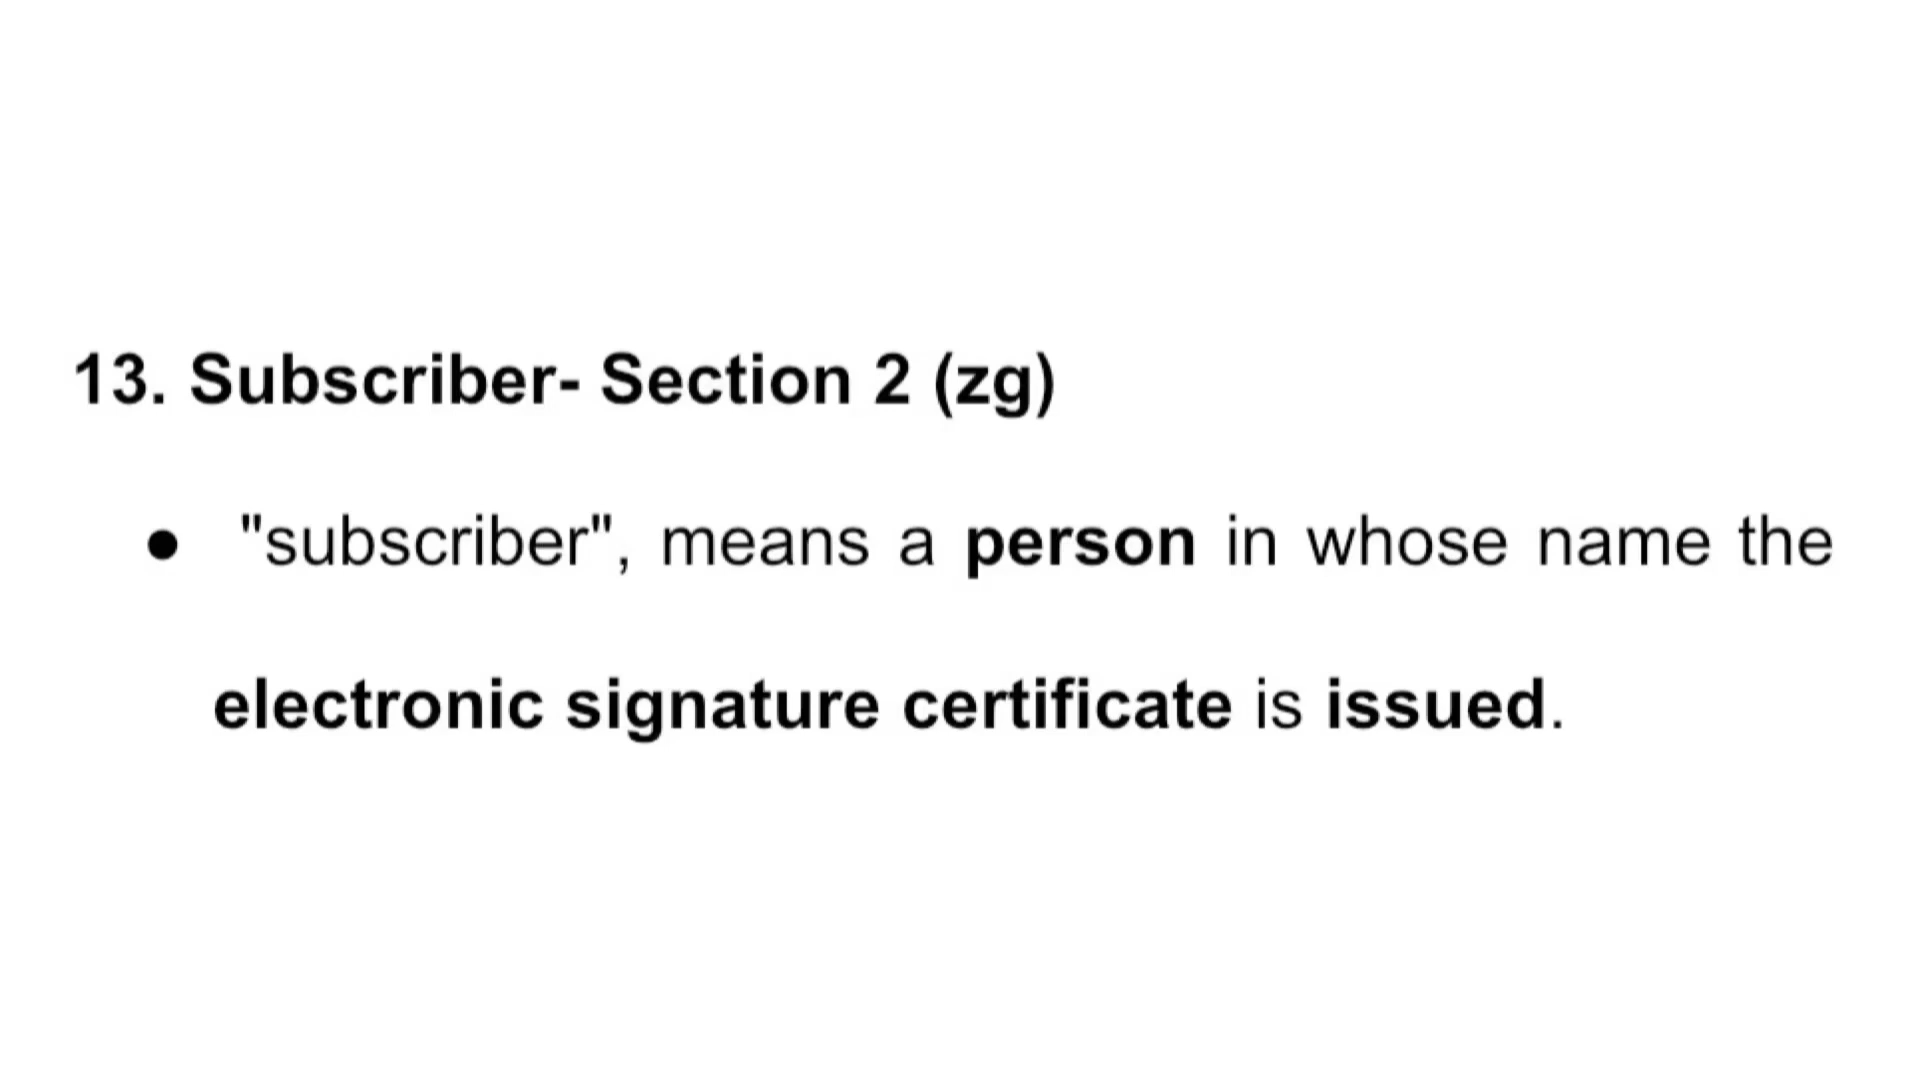 13. Subscriber- Section 2 (zg)
● "subscriber", means a person in whose name the
electronic signature certificate is issued.